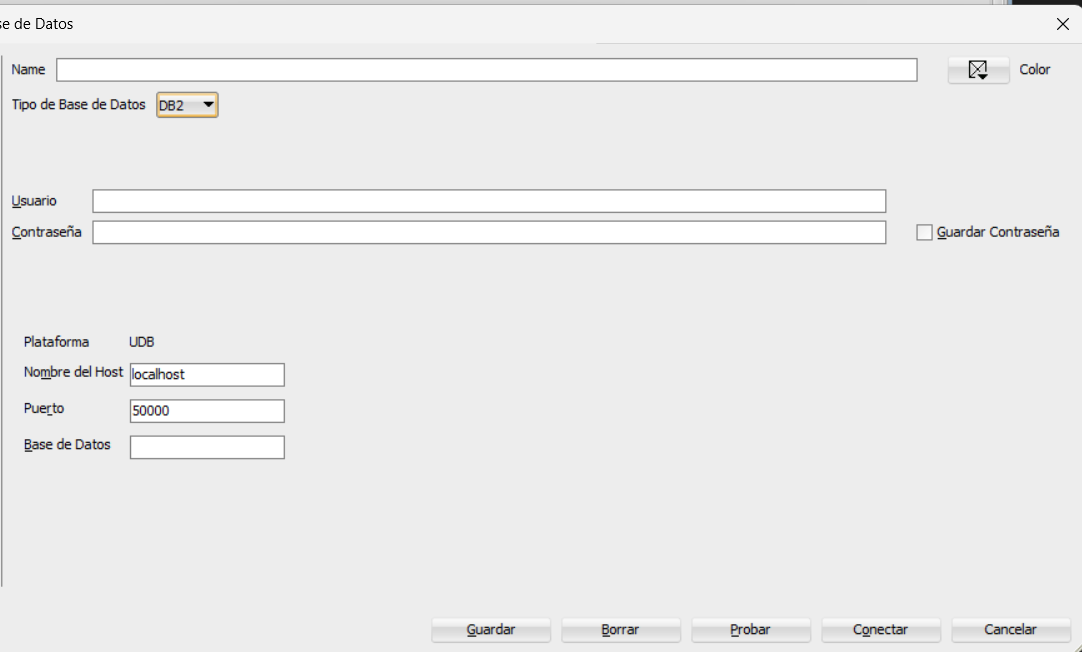 se de Datos
Name
Color
Tipo de Base de Datos DB2
Usuario
Contraseña
Guardar Contraseña
Plataforma UDB
Nombre del Host localhost
Puerto 50000
Base de Datos
Guardar Borrar Probar Conectar Cancelar